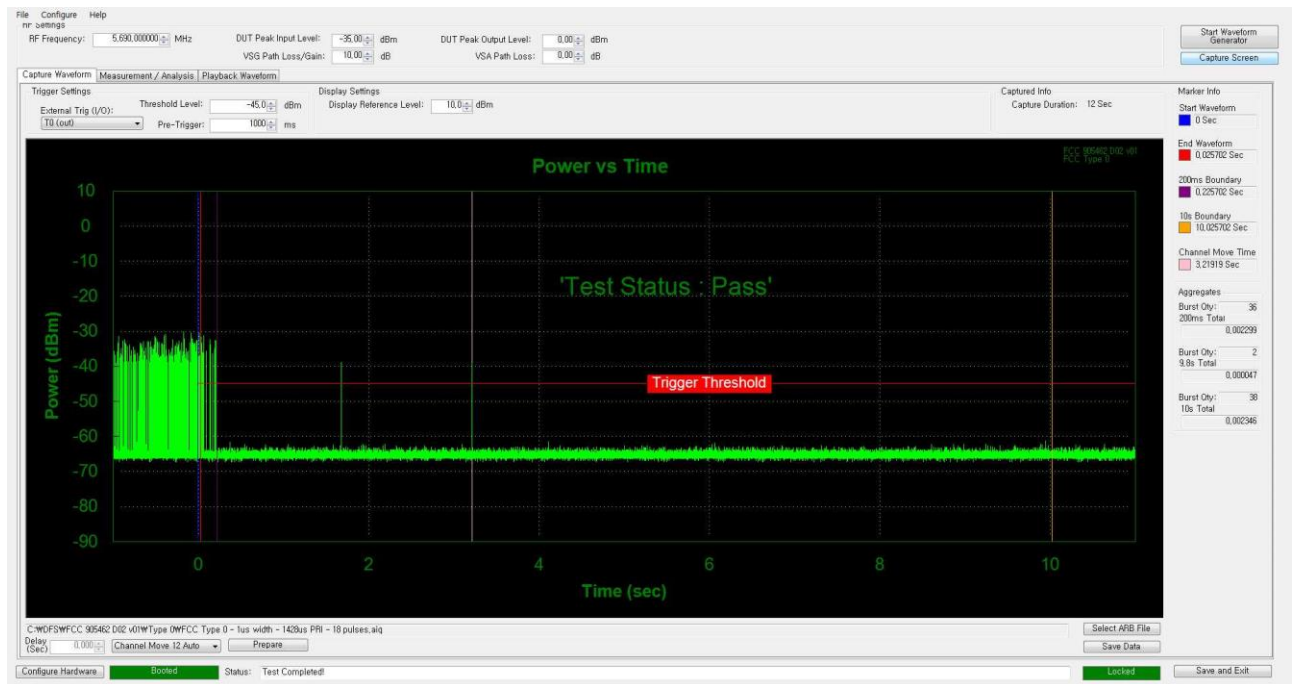 File Configure Help
RF Settings
RF Frequency: 5,690,000000 MHz DUT Peak Input Level: -35,00 dBm DUT Peak Output Level: 0,00 dBm
VSG Path Loss/Gain: 10,00 dB VSA Path Loss: 0,00 dB
Start Waveform
Generator
Capture Screen
Capture Waveform Measurement / Analysis Playback Waveform
Trigger Settings
External Trig (I/O): Threshold Level: -45,0 dBm
T0 (out) Pre-Trigger: 1000 ms
Display Settings
Display Reference Level: 10,0 dBm
Captured Info
Capture Duration: 12 Sec
FCC 905462 D02 v01
FCC Type 0
Power vs Time
'Test Status : Pass'
Trigger Threshold
Power (dBm)
10
0
-10
-20
-30
-40
-50
-60
-70
-80
-90
0 2 4 6 8 10
Time (sec)
Marker Info
Start Waveform
0 Sec
End Waveform
0,025702 Sec
200ms Boundary
0,225702 Sec
10s Boundary
10,025702 Sec
Channel Move Time
3,21919 Sec
Aggregates
Burst Qty: 36
200ms Total
0,002299
Burst Qty: 2
9,8s Total
0,000047
Burst Qty: 38
10s Total
0,002346
C:₩DFS₩FCC 905462 D02 v01₩Type 0₩FCC Type 0 - 1us width - 1428us PRI - 18 pulses,aiq
Select ARB File
Delay
(Sec) 0,000 Channel Move 12 Auto Prepare
Save Data
Configure Hardware Booted Status: Test Completed! Locked Save and Exit